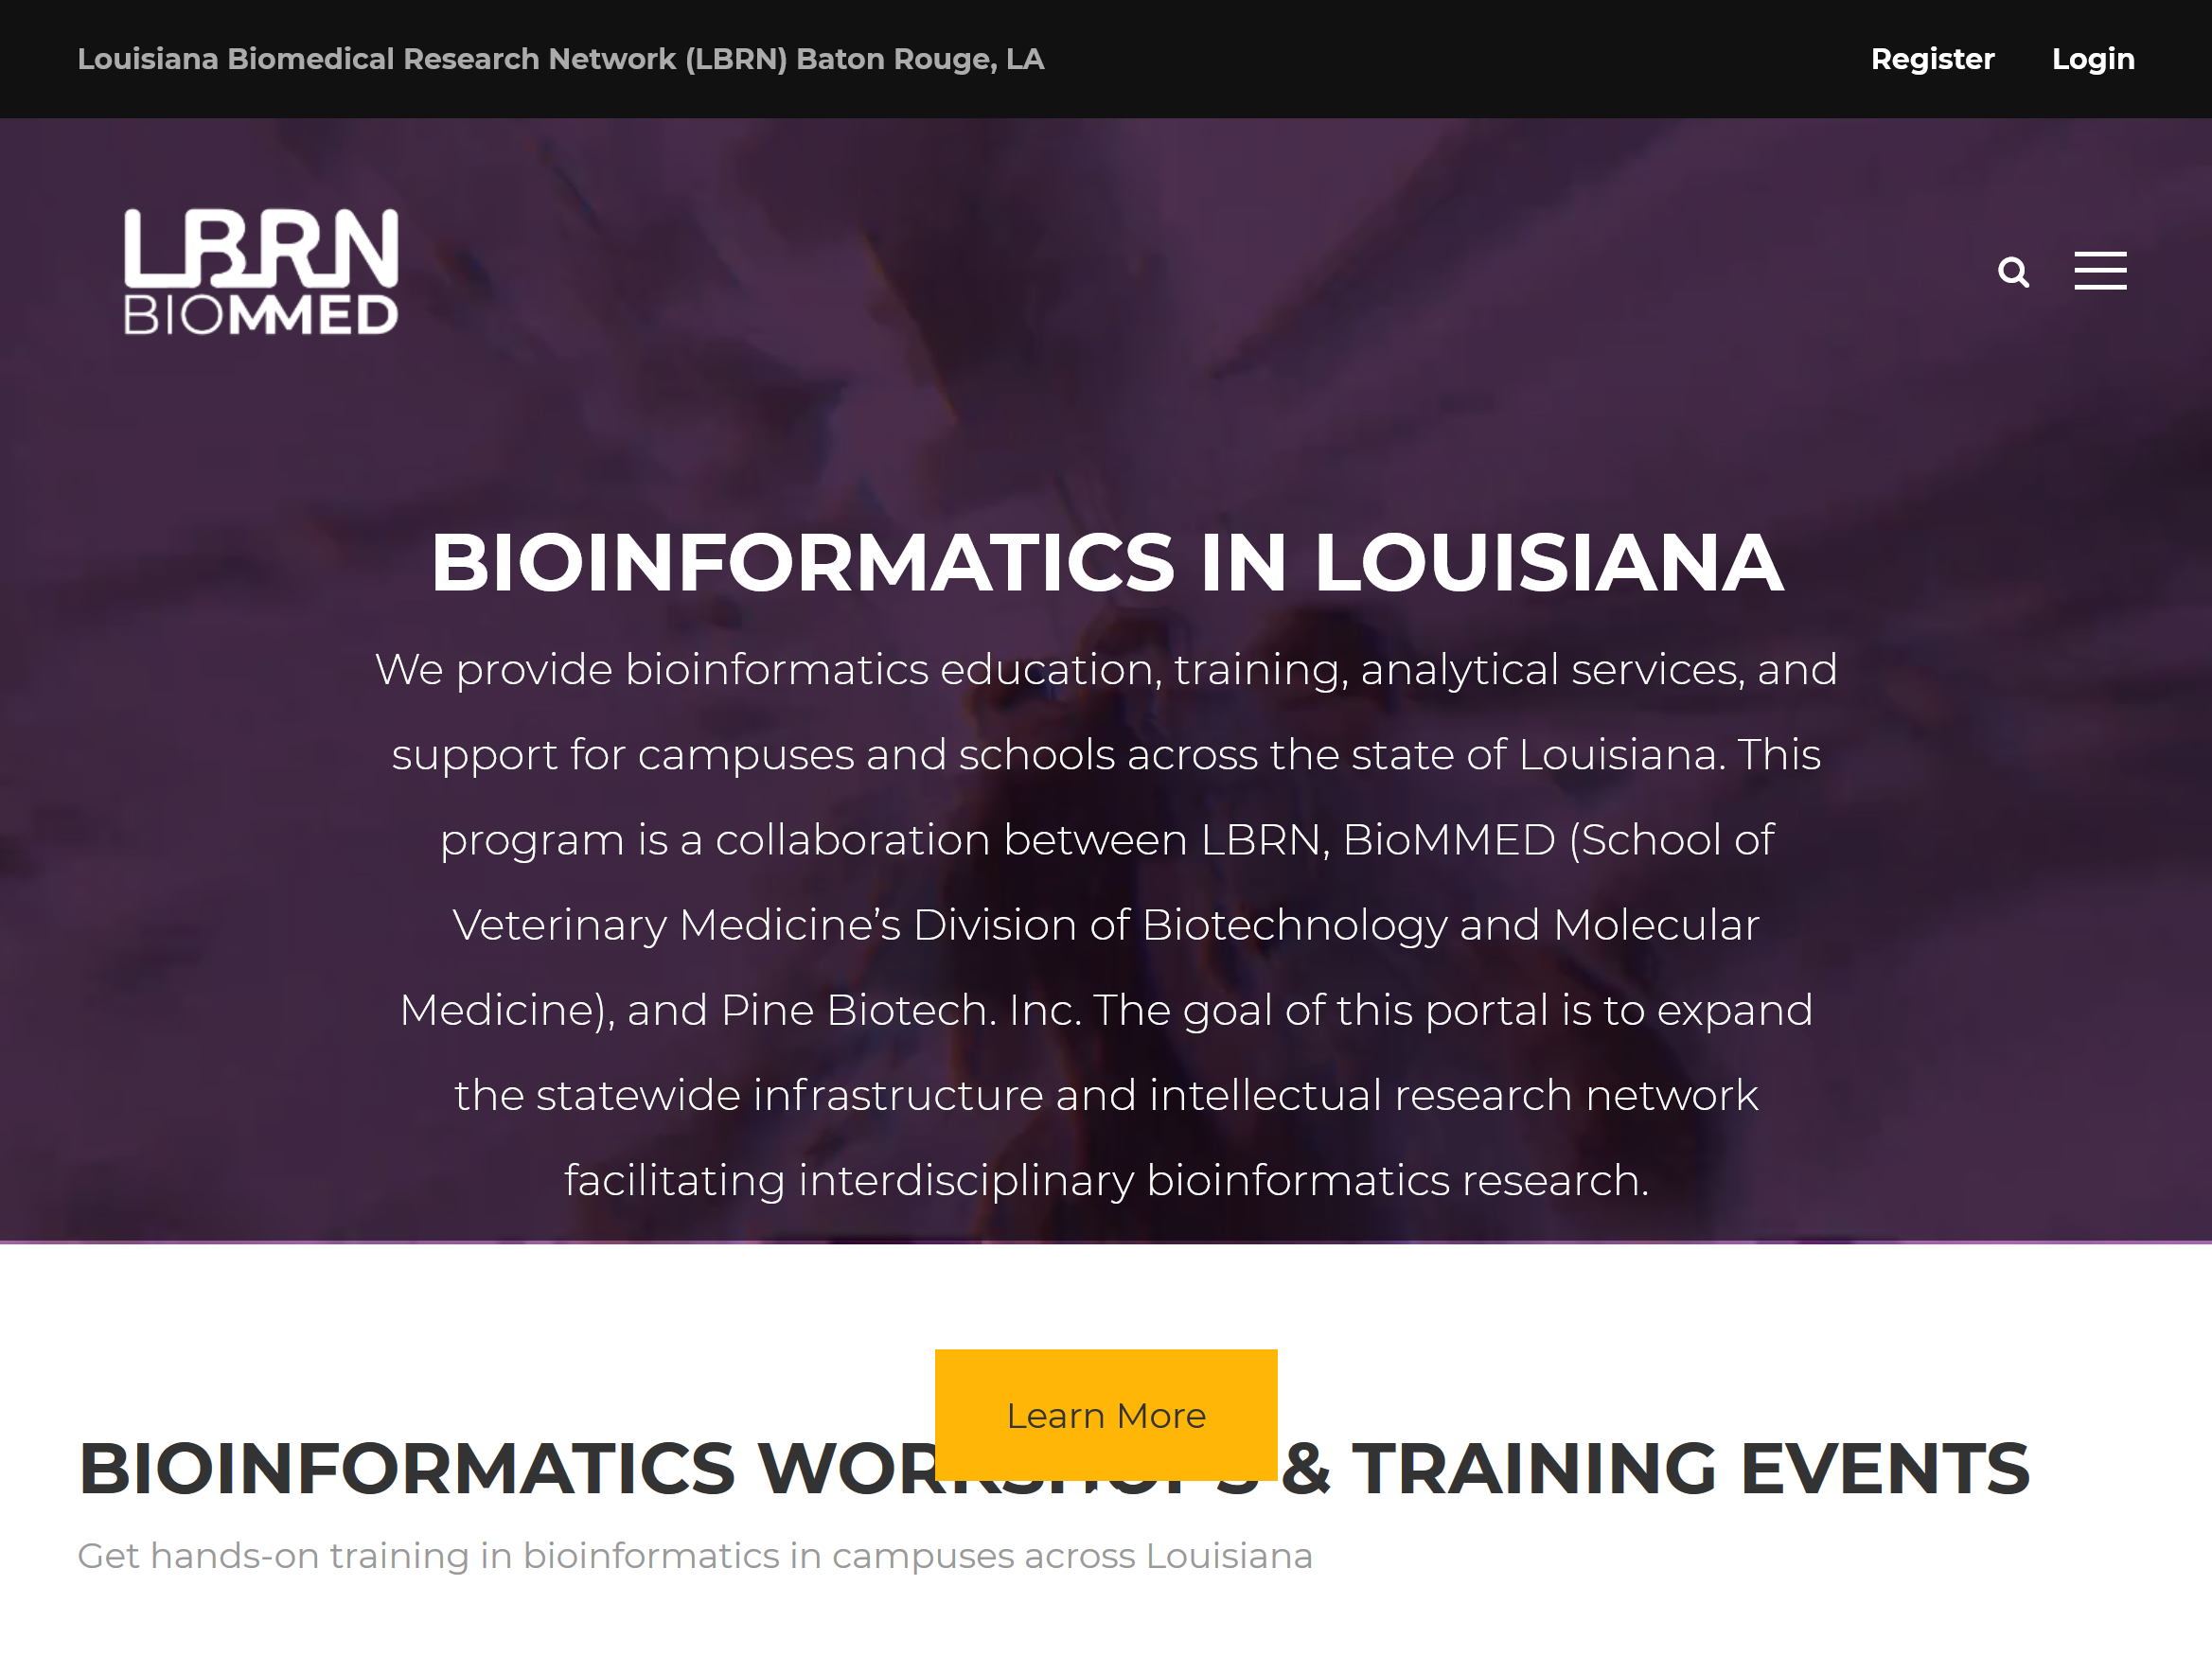 Louisiana Biomedical Research Network (LBRN) Baton Rouge, LA
Register
Login
LBRN
BIOMMED
BIOINFORMATICS IN LOUISIANA
We provide bioinformatics education, training, analytical services, and
support for campuses and schools across the state of Louisiana. This
program is a collaboration between LBRN, BioMMED (School of
Veterinary Medicine’s Division of Biotechnology and Molecular
Medicine), and Pine Biotech. Inc. The goal of this portal is to expand
the statewide infrastructure and intellectual research network
facilitating interdisciplinary bioinformatics research.
Learn More
BIOINFORMATICS WORKSHOPS & TRAINING EVENTS
Get hands-on training in bioinformatics in campuses across Louisiana